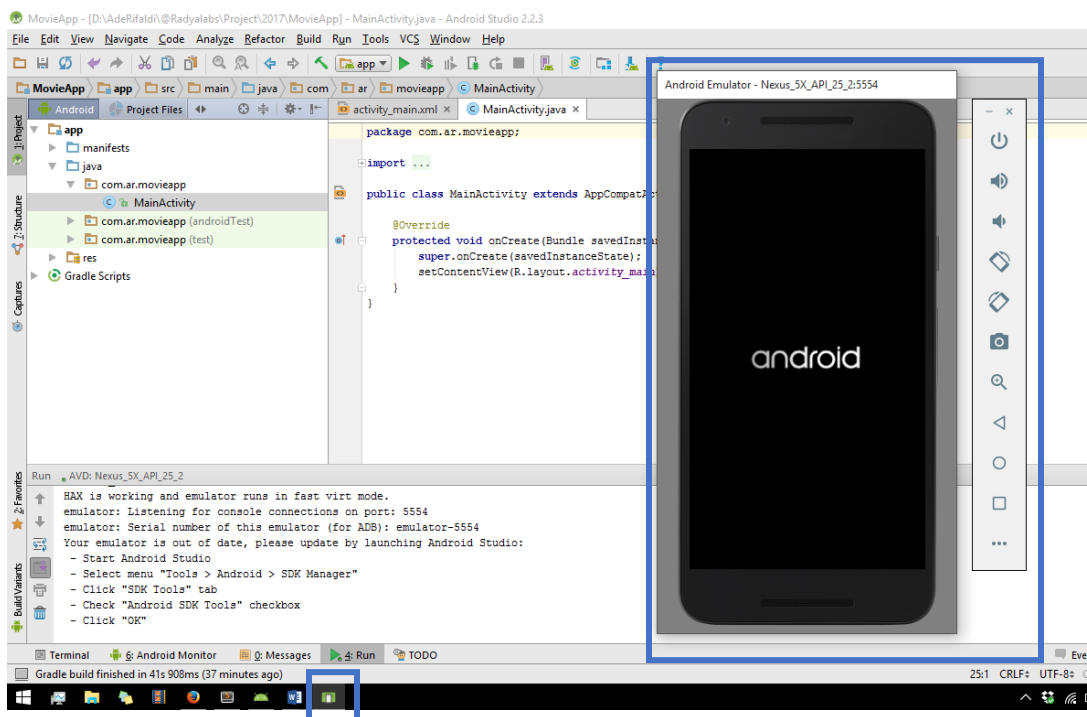 MovieApp - [D:\AdeRifaldi\@Radyalabs\Project\2017\MovieApp] - MainActivity.java - Android Studio 2.2.3
File Edit View Navigate Code Analyze Refactor Build Run Tools VCS Window Help
app
MovieApp app src main java com ar movieapp MainActivity
Android Emulator - Nexus_5X_API_25_2:5554
Android Project Files
activity_main.xml MainActivity.java
1: Project
7: Structure
Captures
app
manifests
java
com.ar.movieapp
MainActivity
com.ar.movieapp (androidTest)
com.ar.movieapp (test)
res
Gradle Scripts
package com.ar.movieapp;
import ...
public class MainActivity extends AppCompatAc
@Override
protected void onCreate(Bundle savedInsta
super.onCreate(savedInstanceState);
setContentView(R.layout.activity_main
}
}
android
2: Favorites
Build Variants
Run AVD: Nexus_5X_API_25_2
HAX is working and emulator runs in fast virt mode.
emulator: Listening for console connections on port: 5554
emulator: Serial number of this emulator (for ADB): emulator-5554
Your emulator is out of date, please update by launching Android Studio:
- Start Android Studio
- Select menu "Tools > Android > SDK Manager"
- Click "SDK Tools" tab
- Check "Android SDK Tools" checkbox
- Click "OK"
Terminal 6: Android Monitor 0: Messages 4: Run TODO Eve
Gradle build finished in 41s 908ms (37 minutes ago) 25:1 CRLF UTF-8